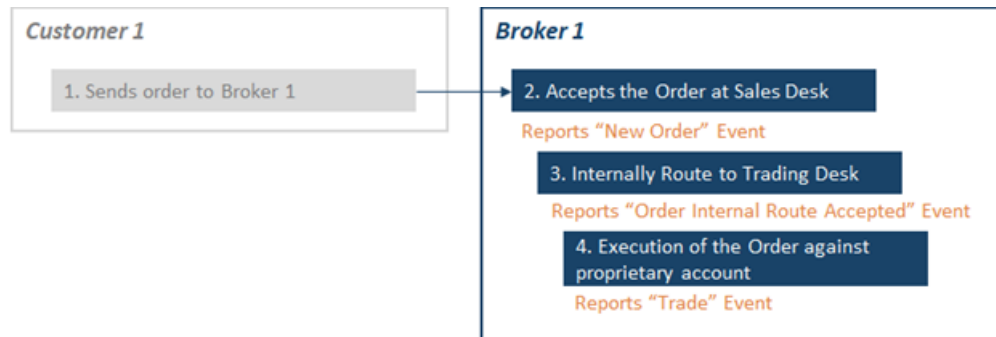 Customer 1
1. Sends order to Broker 1
Broker 1
2. Accepts the Order at Sales Desk
Reports “New Order” Event
3. Internally Route to Trading Desk
Reports “Order Internal Route Accepted” Event
4. Execution of the Order against
proprietary account
Reports “Trade” Event